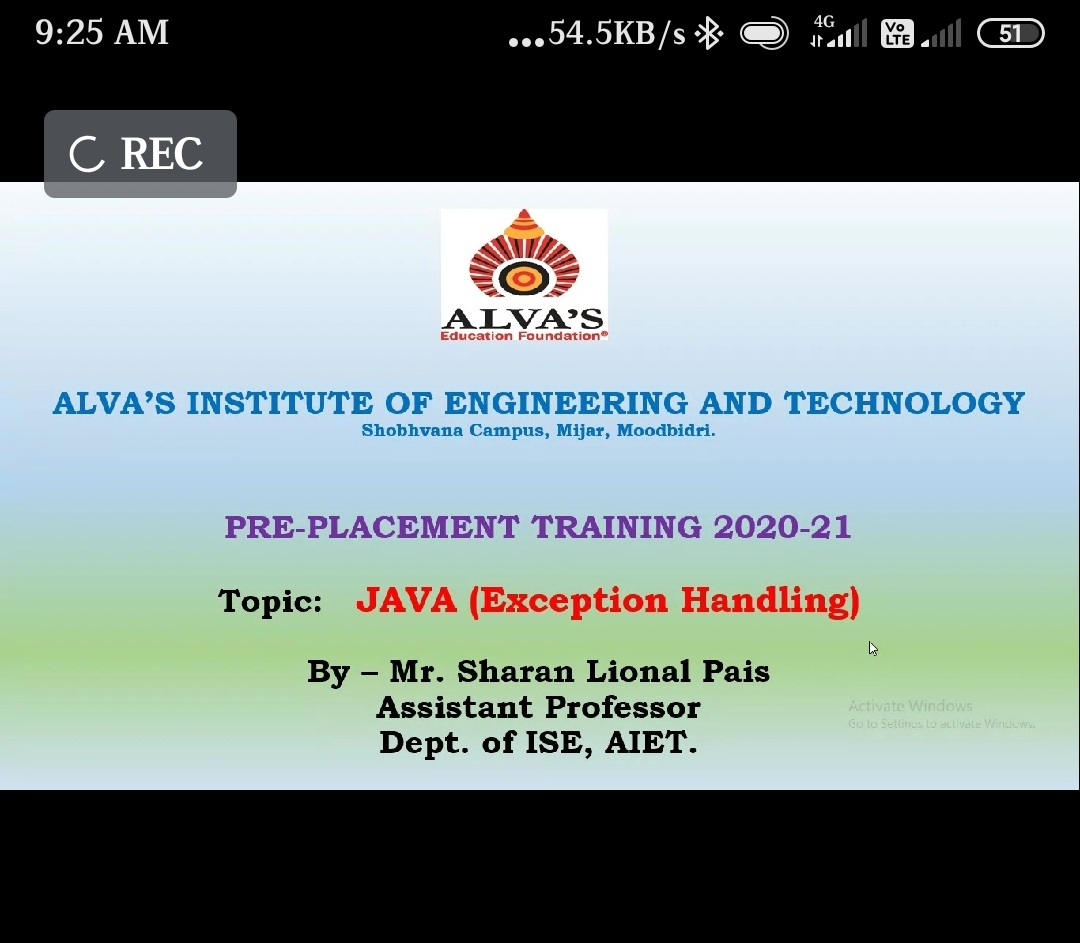 9:25 AM ...54.5KB/s 4G Vo LTE 51
REC
ALVA'S
Education Foundation®
ALVA'S INSTITUTE OF ENGINEERING AND TECHNOLOGY
Shobhvana Campus, Mijar, Moodbidri.
PRE-PLACEMENT TRAINING 2020-21
Topic: JAVA (Exception Handling)
By – Mr. Sharan Lional Pais
Assistant Professor
Dept. of ISE, AIET.
Activate Windows
Go to Settings to activate Windows.